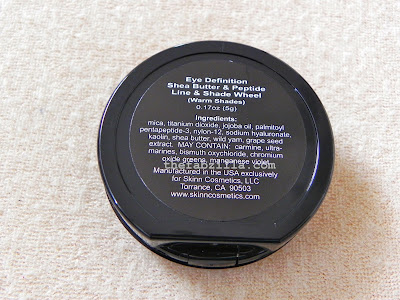 Eye Definition
Shea Butter & Peptide
Line & Shade Wheel
(Warm Shades)
0.17oz (5g)
Ingredients:
mica, titanium dioxide, jojoba oil, palmitoyl
pentapeptide-3, nylon-12, sodium hyaluronate,
kaolin, shea butter, wild yam, grape seed
extract. MAY CONTAIN: carmine, ultra-
marines, bismuth oxychloride, chromium
oxide greens, manganese violet
therabzilla.com
Manufactured in the USA exclusively
for Skinn Cosmetics, LLC
Torrance, CA 90503
www.skinncosmetics.com